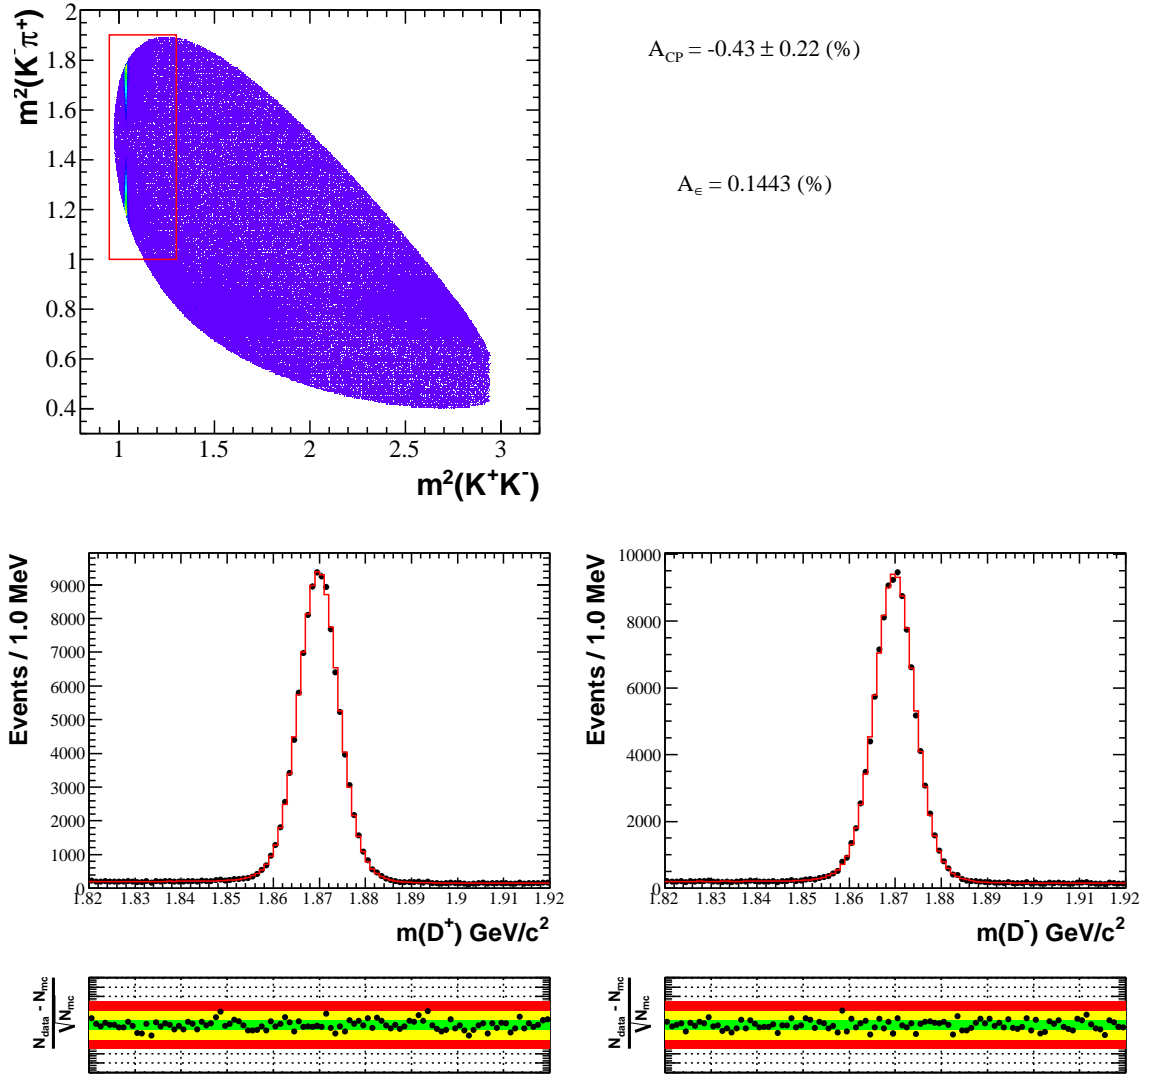 m²(K⁻π⁺)
2
1.8
1.6
1.4
1.2
1
0.8
0.6
0.4
1 1.5 2 2.5 3
m²(K⁺K⁻)
A_CP = -0.43 ± 0.22 (%)
A_ϵ = 0.1443 (%)
Events / 1.0 MeV
9000
8000
7000
6000
5000
4000
3000
2000
1000
0
1.82 1.83 1.84 1.85 1.86 1.87 1.88 1.89 1.9 1.91 1.92
m(D⁺) GeV/c²
Events / 1.0 MeV
10000
8000
6000
4000
2000
0
1.82 1.83 1.84 1.85 1.86 1.87 1.88 1.89 1.9 1.91 1.92
m(D⁻) GeV/c²
N_data - N_mc
√N_mc
N_data - N_mc
√N_mc